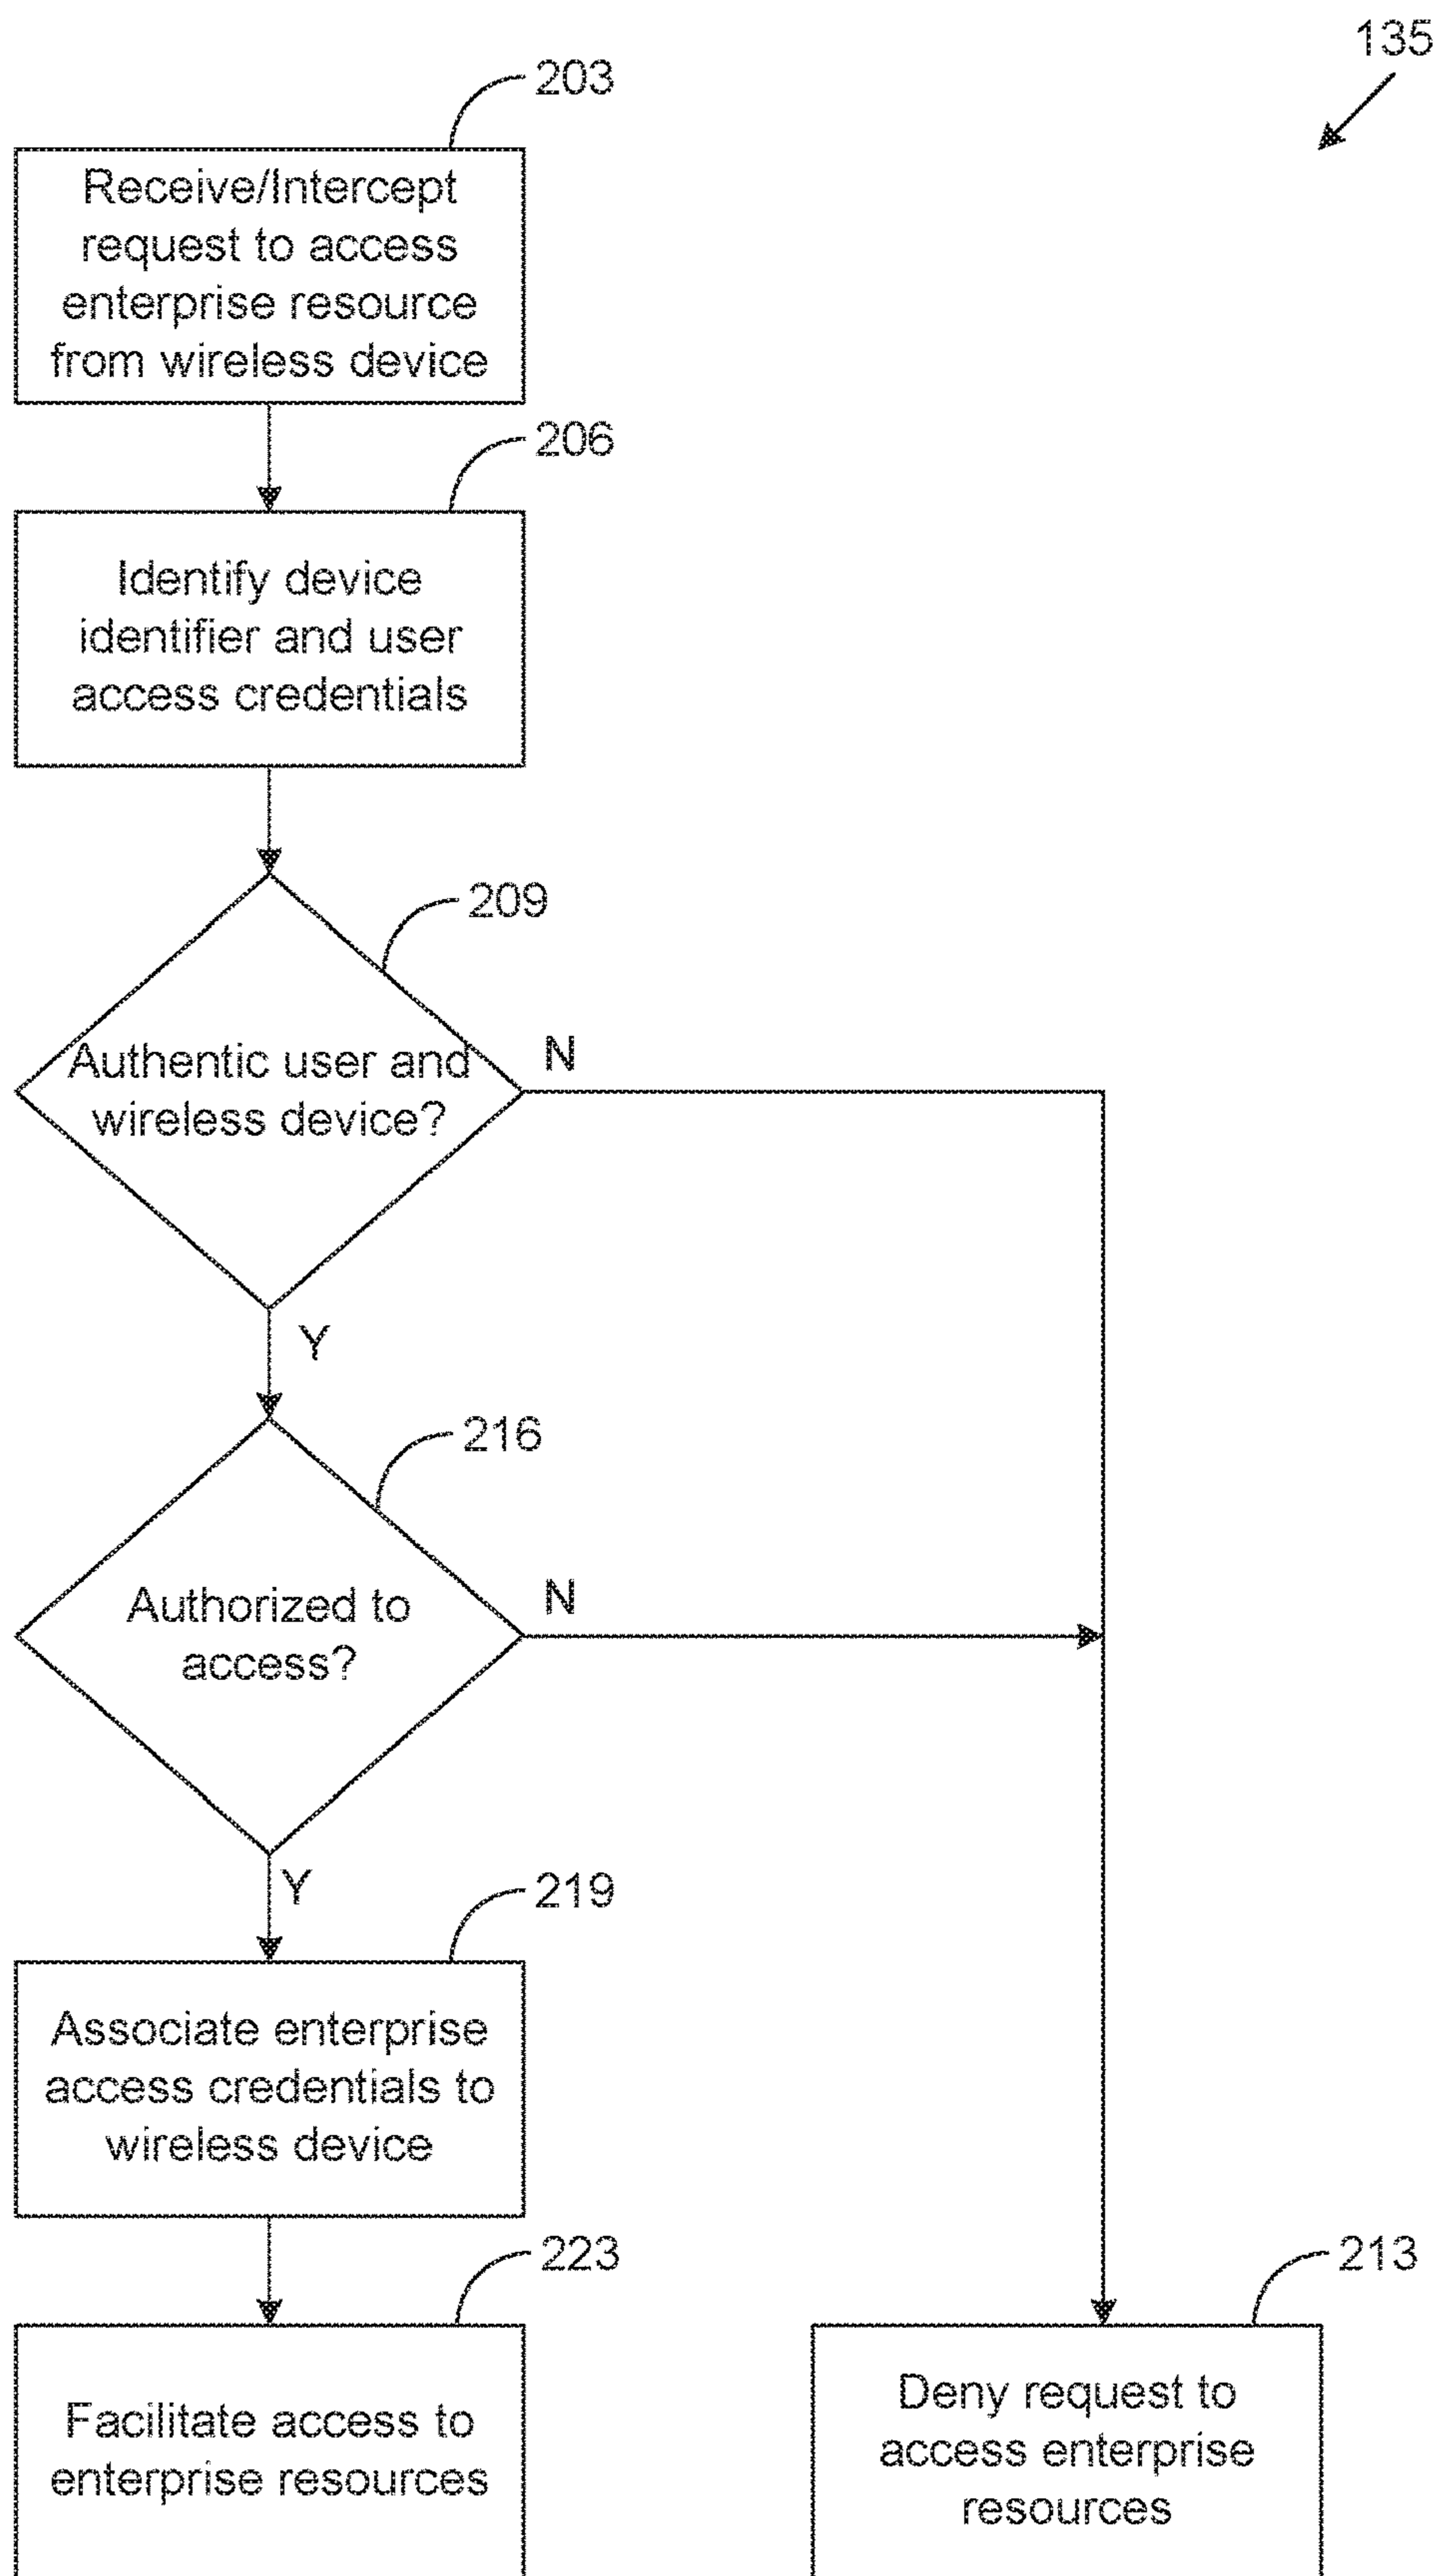 135
203
Receive/Intercept
request to access
enterprise resource
from wireless device
206
Identify device
identifier and user
access credentials
209
Authentic user and
wireless device?
N
Y
216
Authorized to
access?
N
Y
219
Associate enterprise
access credentials to
wireless device
223
Facilitate access to
enterprise resources
213
Deny request to
access enterprise
resources